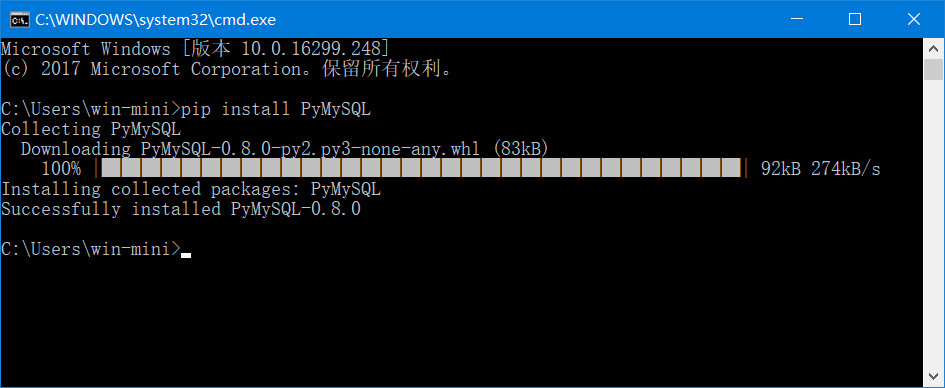 C:\WINDOWS\system32\cmd.exe
Microsoft Windows [版本 10.0.16299.248]
(c) 2017 Microsoft Corporation。保留所有权利。
C:\Users\win-mini>pip install PyMySQL
Collecting PyMySQL
  Downloading PyMySQL-0.8.0-py2.py3-none-any.whl (83kB)
    100% |████████████████████████████████| 92kB 274kB/s
Installing collected packages: PyMySQL
Successfully installed PyMySQL-0.8.0
C:\Users\win-mini>